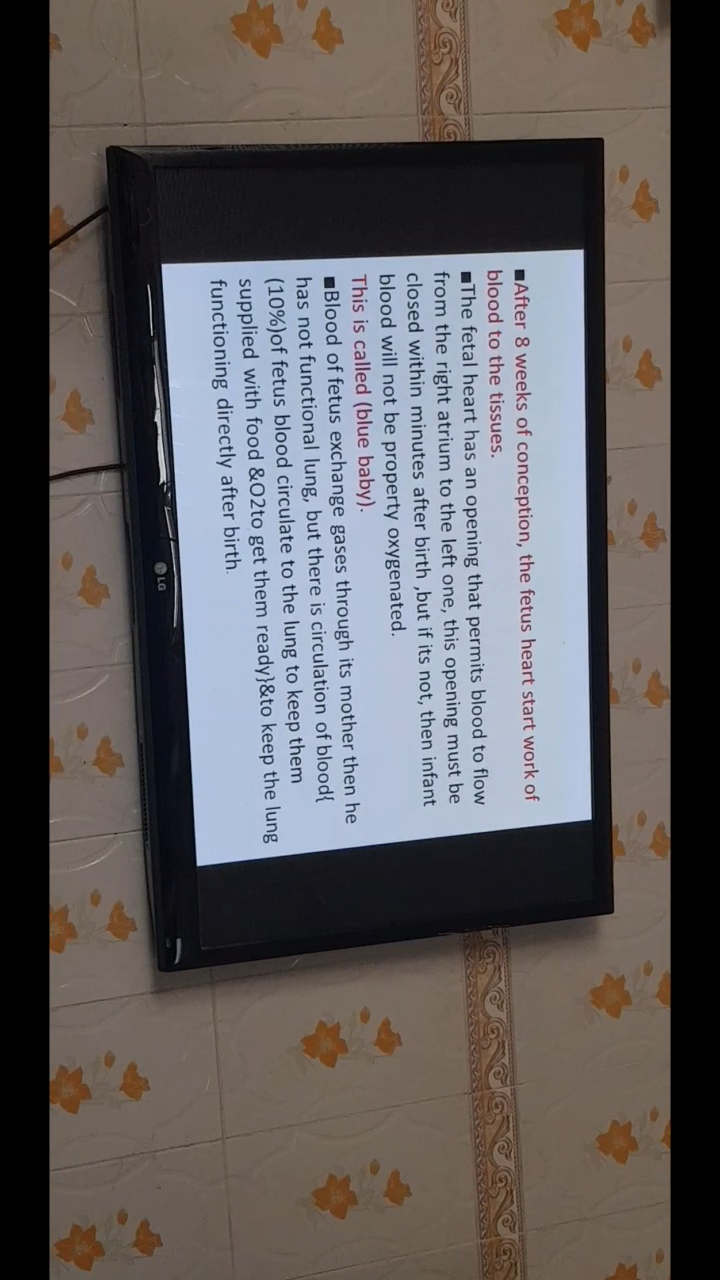 ▪After 8 weeks of conception, the fetus heart start work of
blood to the tissues.
▪The fetal heart has an opening that permits blood to flow
from the right atrium to the left one, this opening must be
closed within minutes after birth ,but if its not, then infant
blood will not be property oxygenated.
This is called (blue baby).
▪Blood of fetus exchange gases through its mother then he
has not functional lung, but there is circulation of blood{
(10%)of fetus blood circulate to the lung to keep them
supplied with food &O2to get them ready}&to keep the lung
functioning directly after birth.
LG